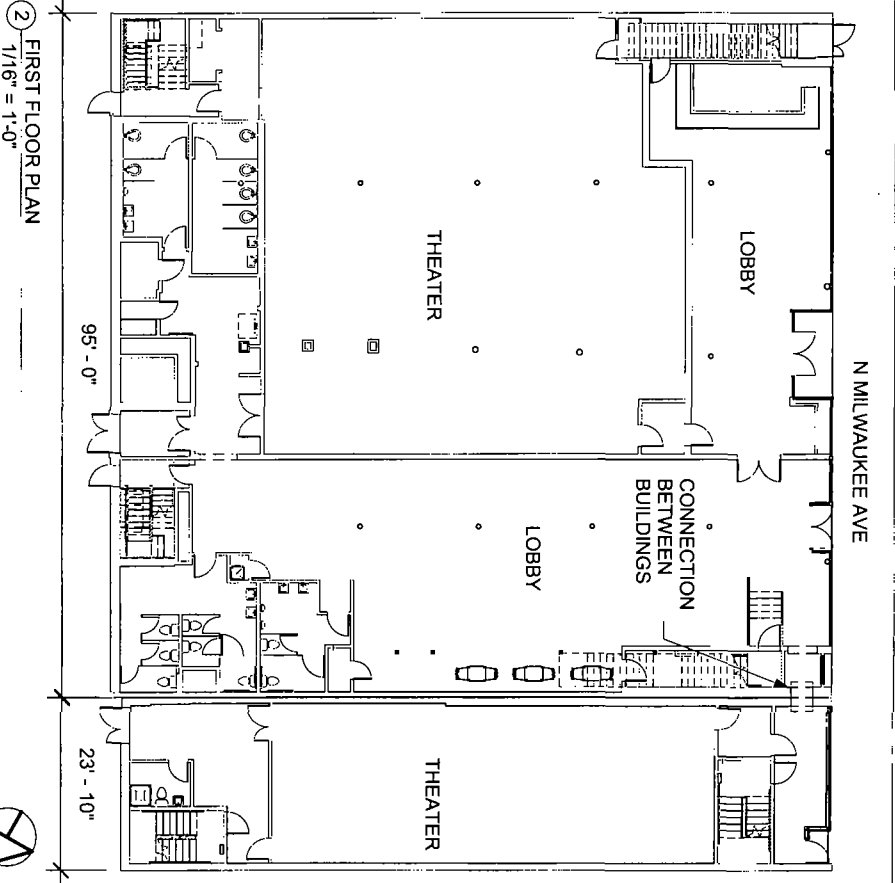 N MILWAUKEE AVE
LOBBY
THEATER
CONNECTION
BETWEEN
BUILDINGS
LOBBY
THEATER
95' - 0"
23' - 10"
2 FIRST FLOOR PLAN
1/16" = 1'-0"